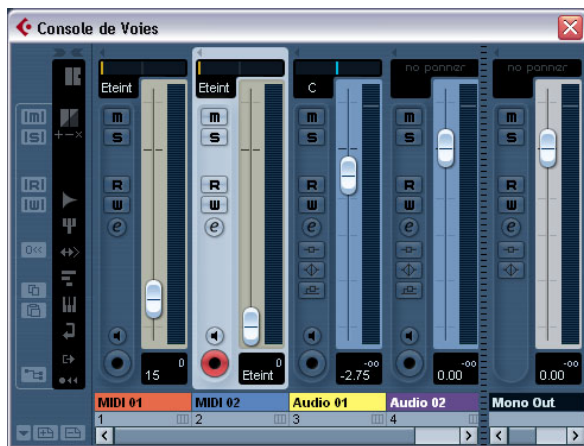 Console de Voies
Eteint
Eteint
C
no panner
no panner
m
m
m
m
m
S
S
S
S
S
R
R
R
R
R
W
W
W
W
W
e
e
e
e
e
[m]
[S]
[R]
[W]
0<<
0
15
0
Eteint
-oo
-2.75
-oo
0.00
-oo
0.00
MIDI 01
MIDI 02
Audio 01
Audio 02
Mono Out
1
2
3
4